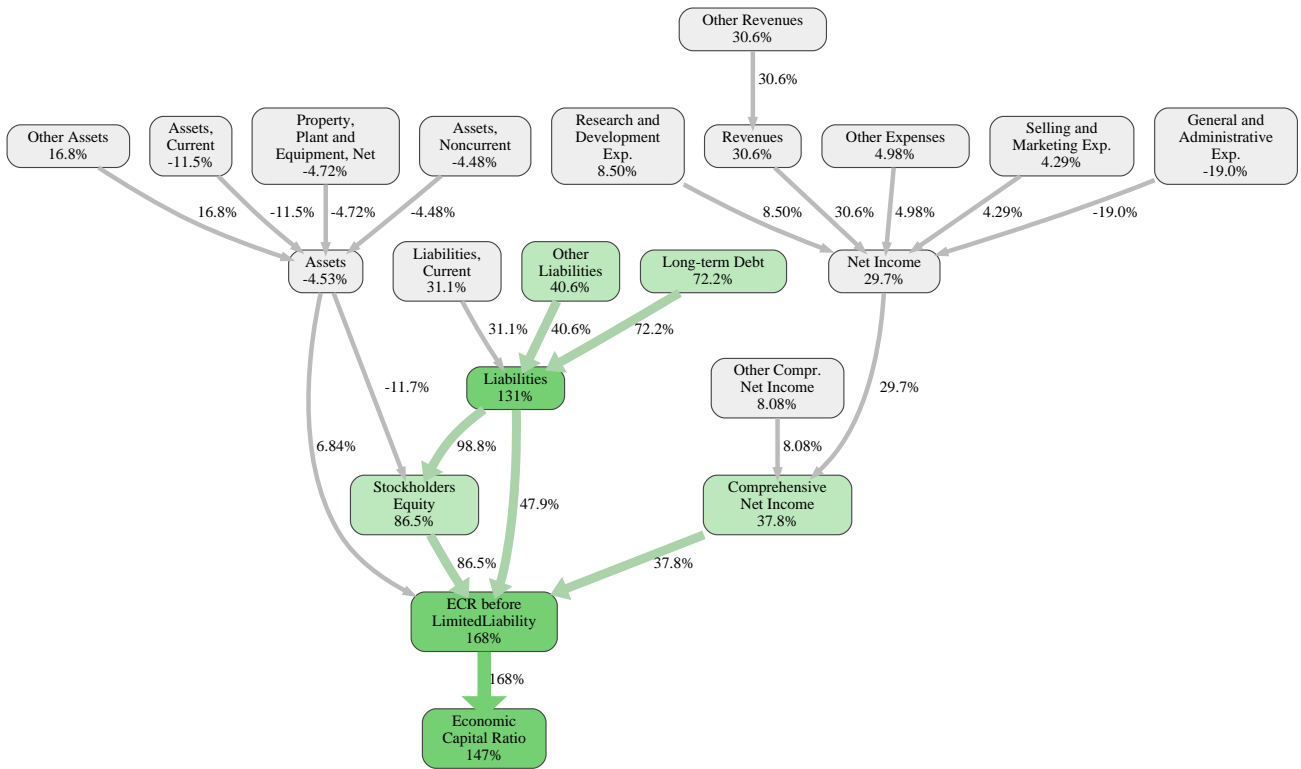 Other Revenues
30.6%
30.6%
Other Assets
16.8%
Assets,
Current
-11.5%
Property,
Plant and
Equipment, Net
-4.72%
Assets,
Noncurrent
-4.48%
Research and
Development
Exp.
8.50%
Revenues
30.6%
Other Expenses
4.98%
Selling and
Marketing Exp.
4.29%
General and
Administrative
Exp.
-19.0%
16.8%
-11.5%
-4.72%
-4.48%
8.50%
30.6%
4.98%
4.29%
-19.0%
Assets
-4.53%
Liabilities,
Current
31.1%
Other
Liabilities
40.6%
Long-term Debt
72.2%
Net Income
29.7%
31.1%
40.6%
72.2%
Liabilities
131%
-11.7%
Other Compr.
Net Income
8.08%
29.7%
6.84%
98.8%
8.08%
Stockholders
Equity
86.5%
47.9%
Comprehensive
Net Income
37.8%
86.5%
37.8%
ECR before
LimitedLiability
168%
168%
Economic
Capital Ratio
147%